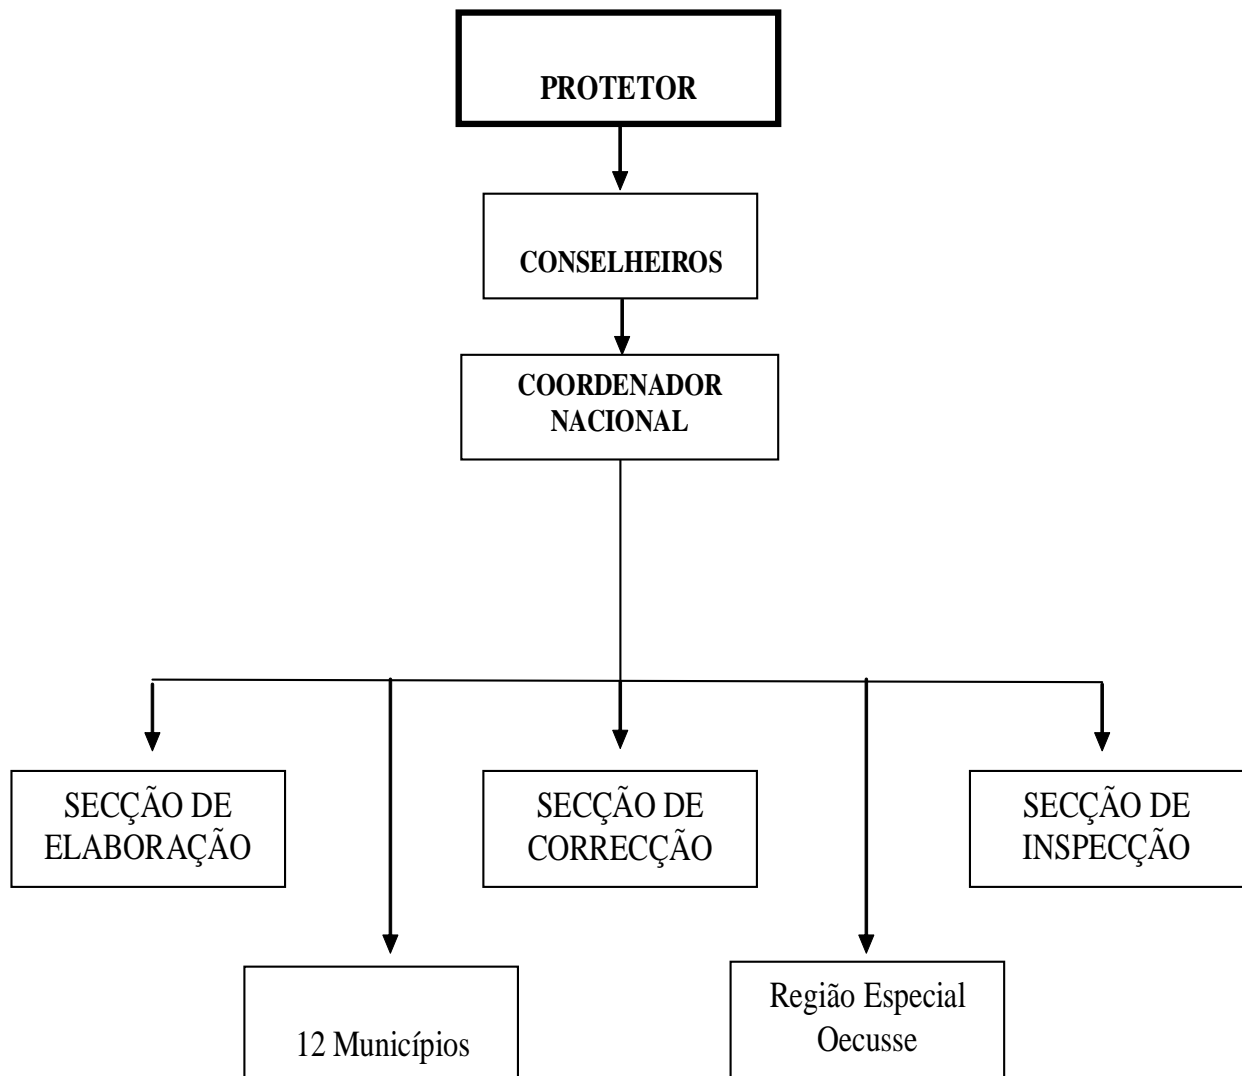 PROTETOR
CONSELHEIROS
COORDENADOR
NACIONAL
SECÇÃO DE
ELABORAÇÃO
SECÇÃO DE
CORRECÇÃO
SECÇÃO DE
INSPECÇÃO
12 Municípios
Região Especial
Oecusse